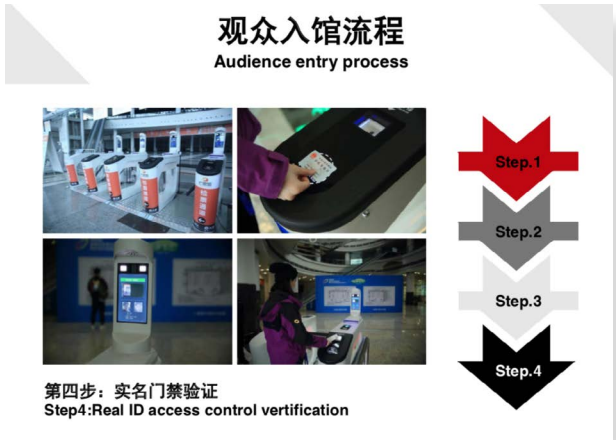 观众入馆流程
Audience entry process
Step.1
Step.2
Step.3
Step.4
第四步：实名门禁验证
Step4:Real ID access control vertification